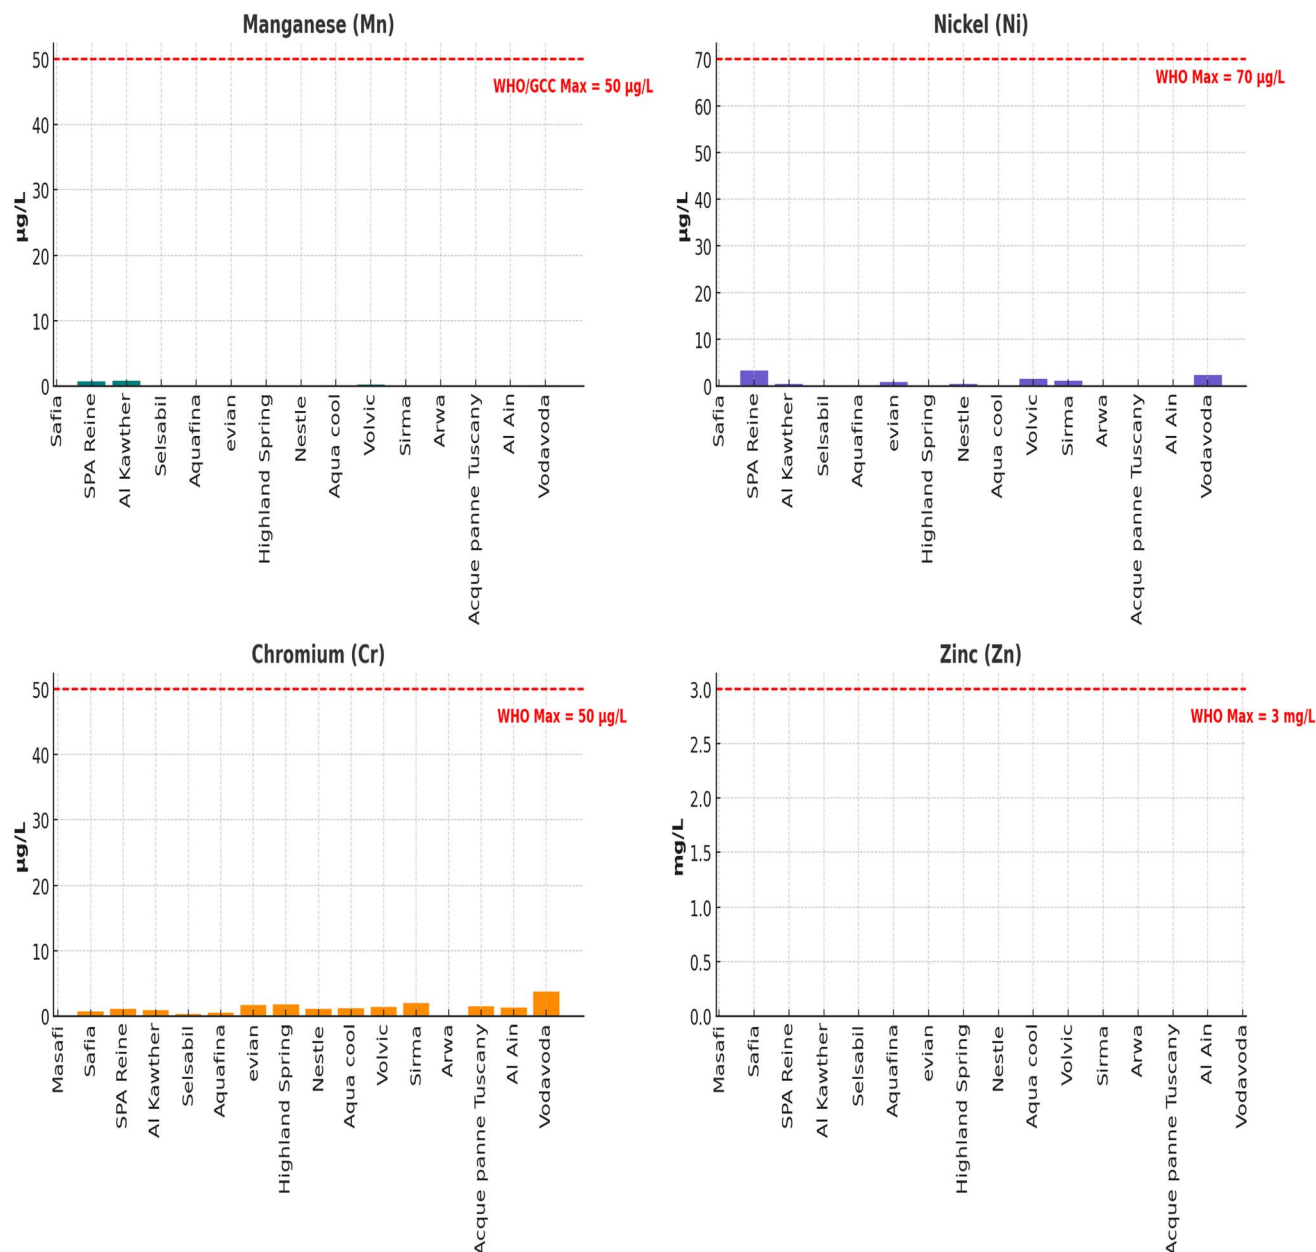 Manganese (Mn)
50
WHO/GCC Max = 50 µg/L
40
30
µg/L
20
10
0
Safia
SPA Reine
Al Kawther
Selsabil
Aquafina
evian
Highland Spring
Nestle
Aqua cool
Volvic
Sirma
Arwa
Acque panne Tuscany
Al Ain
Vodavoda
Nickel (Ni)
70
WHO Max = 70 µg/L
60
50
40
µg/L
30
20
10
0
Safia
SPA Reine
Al Kawther
Selsabil
Aquafina
evian
Highland Spring
Nestle
Aqua cool
Volvic
Sirma
Arwa
Acque panne Tuscany
Al Ain
Vodavoda
Chromium (Cr)
50
WHO Max = 50 µg/L
40
30
µg/L
20
10
0
Masafi
Safia
SPA Reine
Al Kawther
Selsabil
Aquafina
evian
Highland Spring
Nestle
Aqua cool
Volvic
Sirma
Arwa
Acque panne Tuscany
Al Ain
Vodavoda
Zinc (Zn)
3.0
WHO Max = 3 mg/L
2.5
2.0
mg/L
1.5
1.0
0.5
0.0
Masafi
Safia
SPA Reine
Al Kawther
Selsabil
Aquafina
evian
Highland Spring
Nestle
Aqua cool
Volvic
Sirma
Arwa
Acque panne Tuscany
Al Ain
Vodavoda